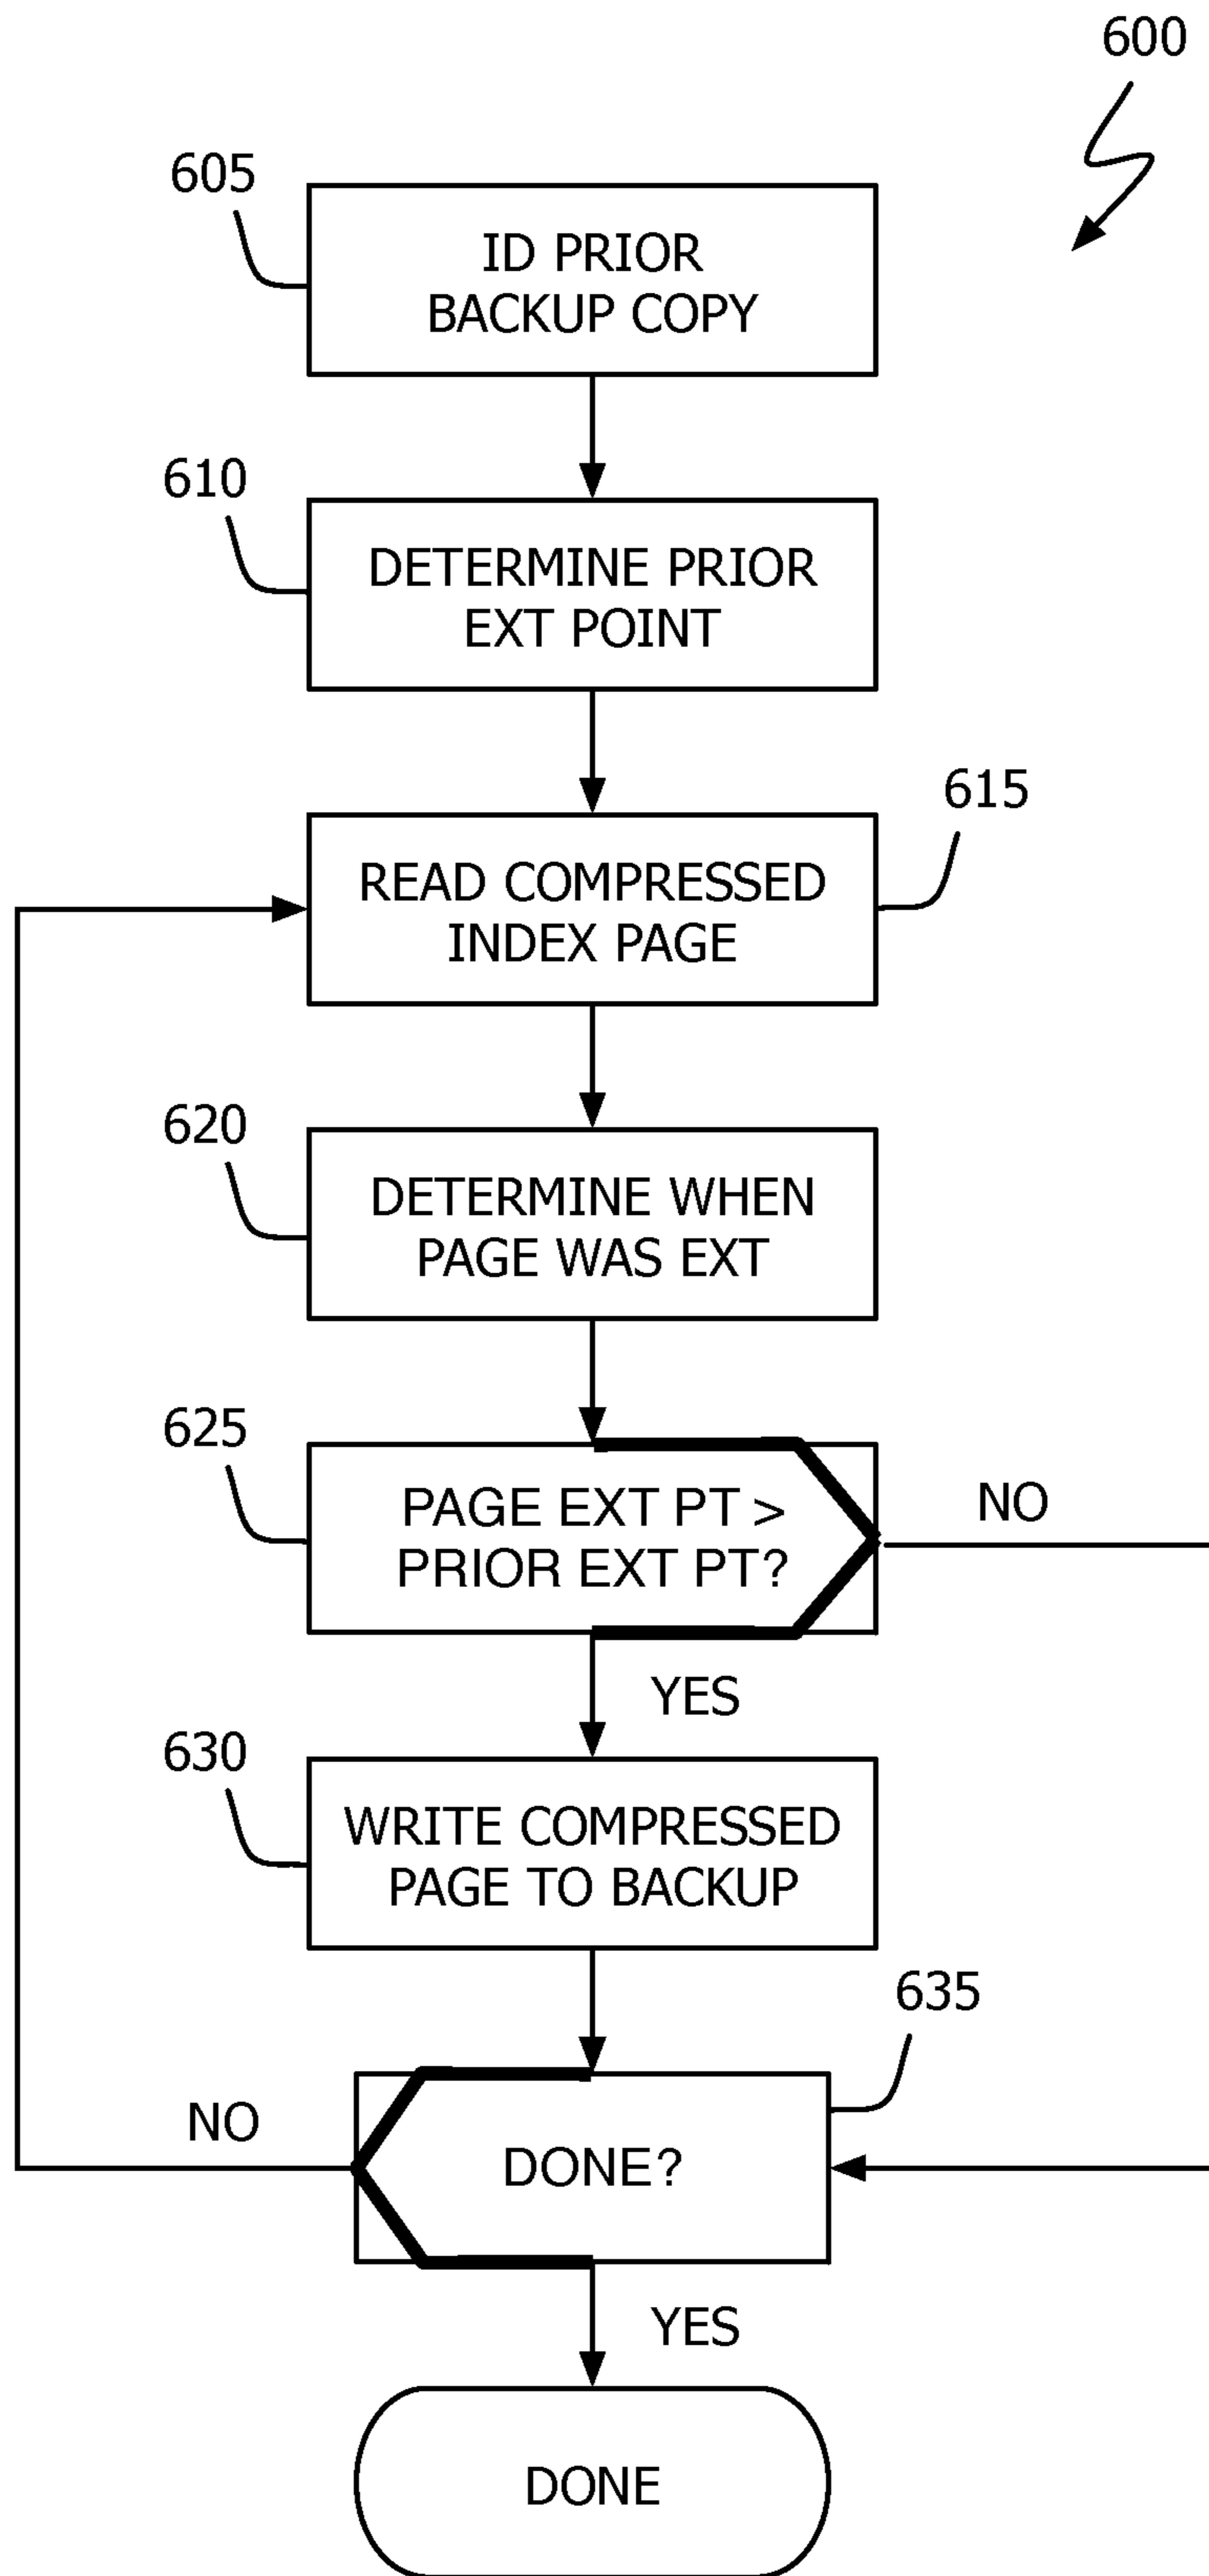 600
605
ID PRIOR
BACKUP COPY
610
DETERMINE PRIOR
EXT POINT
615
READ COMPRESSED
INDEX PAGE
620
DETERMINE WHEN
PAGE WAS EXT
625
PAGE EXT PT >
PRIOR EXT PT?
NO
YES
630
WRITE COMPRESSED
PAGE TO BACKUP
635
NO
DONE?
YES
DONE